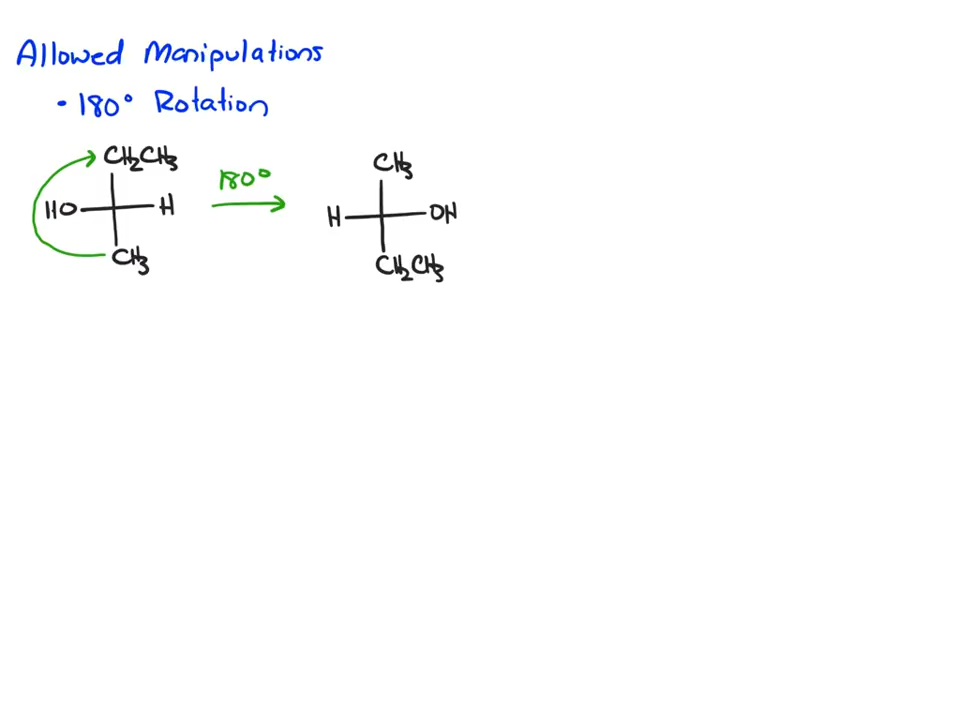 Allowed Manipulations
• 180° Rotation
CH₂CH₃
HO H
CH₃
180°
CH₃
H OH
CH₂CH₃